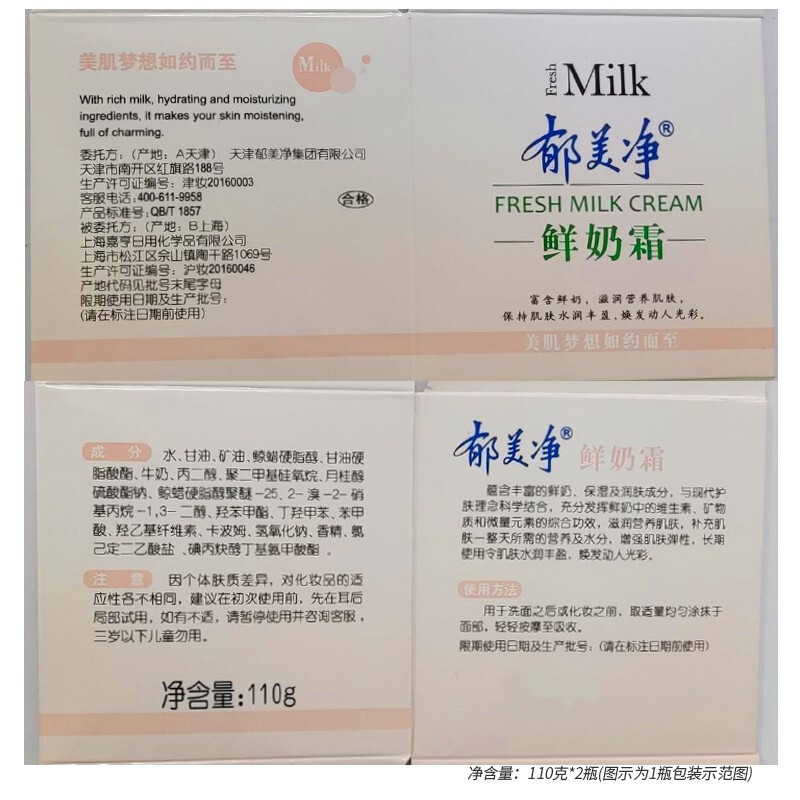 美肌梦想如约而至
Milk
With rich milk, hydrating and moisturizing
ingredients, it makes your skin moistening,
full of charming.
委托方：（产地：A天津） 天津郁美净集团有限公司
天津市南开区红旗路188号
生产许可证编号：津妆20160003
客服电话:400-611-9958
产品标准号:QB/T 1857
合格
被委托方：（产地：B上海）
上海嘉亨日用化学品有限公司
上海市松江区佘山镇陶干路1069号
生产许可证编号：沪妆20160046
产地代码见批号末尾字母
限期使用日期及生产批号：
(请在标注日期前使用)
Fresh Milk
郁美净®
FRESH MILK CREAM
鲜奶霜
富含鲜奶，滋润营养肌肤，
保持肌肤水润丰盈,焕发动人光彩。
美肌梦想如约而至
成 分 水、甘油、矿油、鲸蜡硬脂醇、甘油硬
脂酸酯、牛奶、丙二醇、聚二甲基硅氧烷、月桂醇
硫酸酯钠、鲸蜡硬脂醇聚醚-25、2-溴-2-硝
基丙烷-1,3-二醇、羟苯甲酯、丁羟甲苯、苯甲
酸、羟乙基纤维素、卡波姆、氢氧化钠、香精、氯
己定二乙酸盐 、碘丙炔醇丁基氨甲酸酯 。
注 意 因个体肤质差异，对化妆品的适
应性各不相同，建议在初次使用前，先在耳后
局部试用，如有不适，请暂停使用并咨询客服，
三岁以下儿童勿用。
净含量:110g
郁美净® 鲜奶霜
蕴含丰富的鲜奶、保湿及润肤成分，与现代护
肤理念科学结合，充分发挥鲜奶中的维生素、矿物
质和微量元素的综合功效，滋润营养肌肤，补充肌
肤一整天所需的营养及水分，增强肌肤弹性，长期
使用令肌肤水润丰盈，焕发动人光彩。
使用方法
用于洗面之后或化妆之前，取适量均匀涂抹于
面部，轻轻按摩至吸收。
限期使用日期及生产批号：(请在标注日期前使用)
净含量：110克*2瓶(图示为1瓶包装示范图)